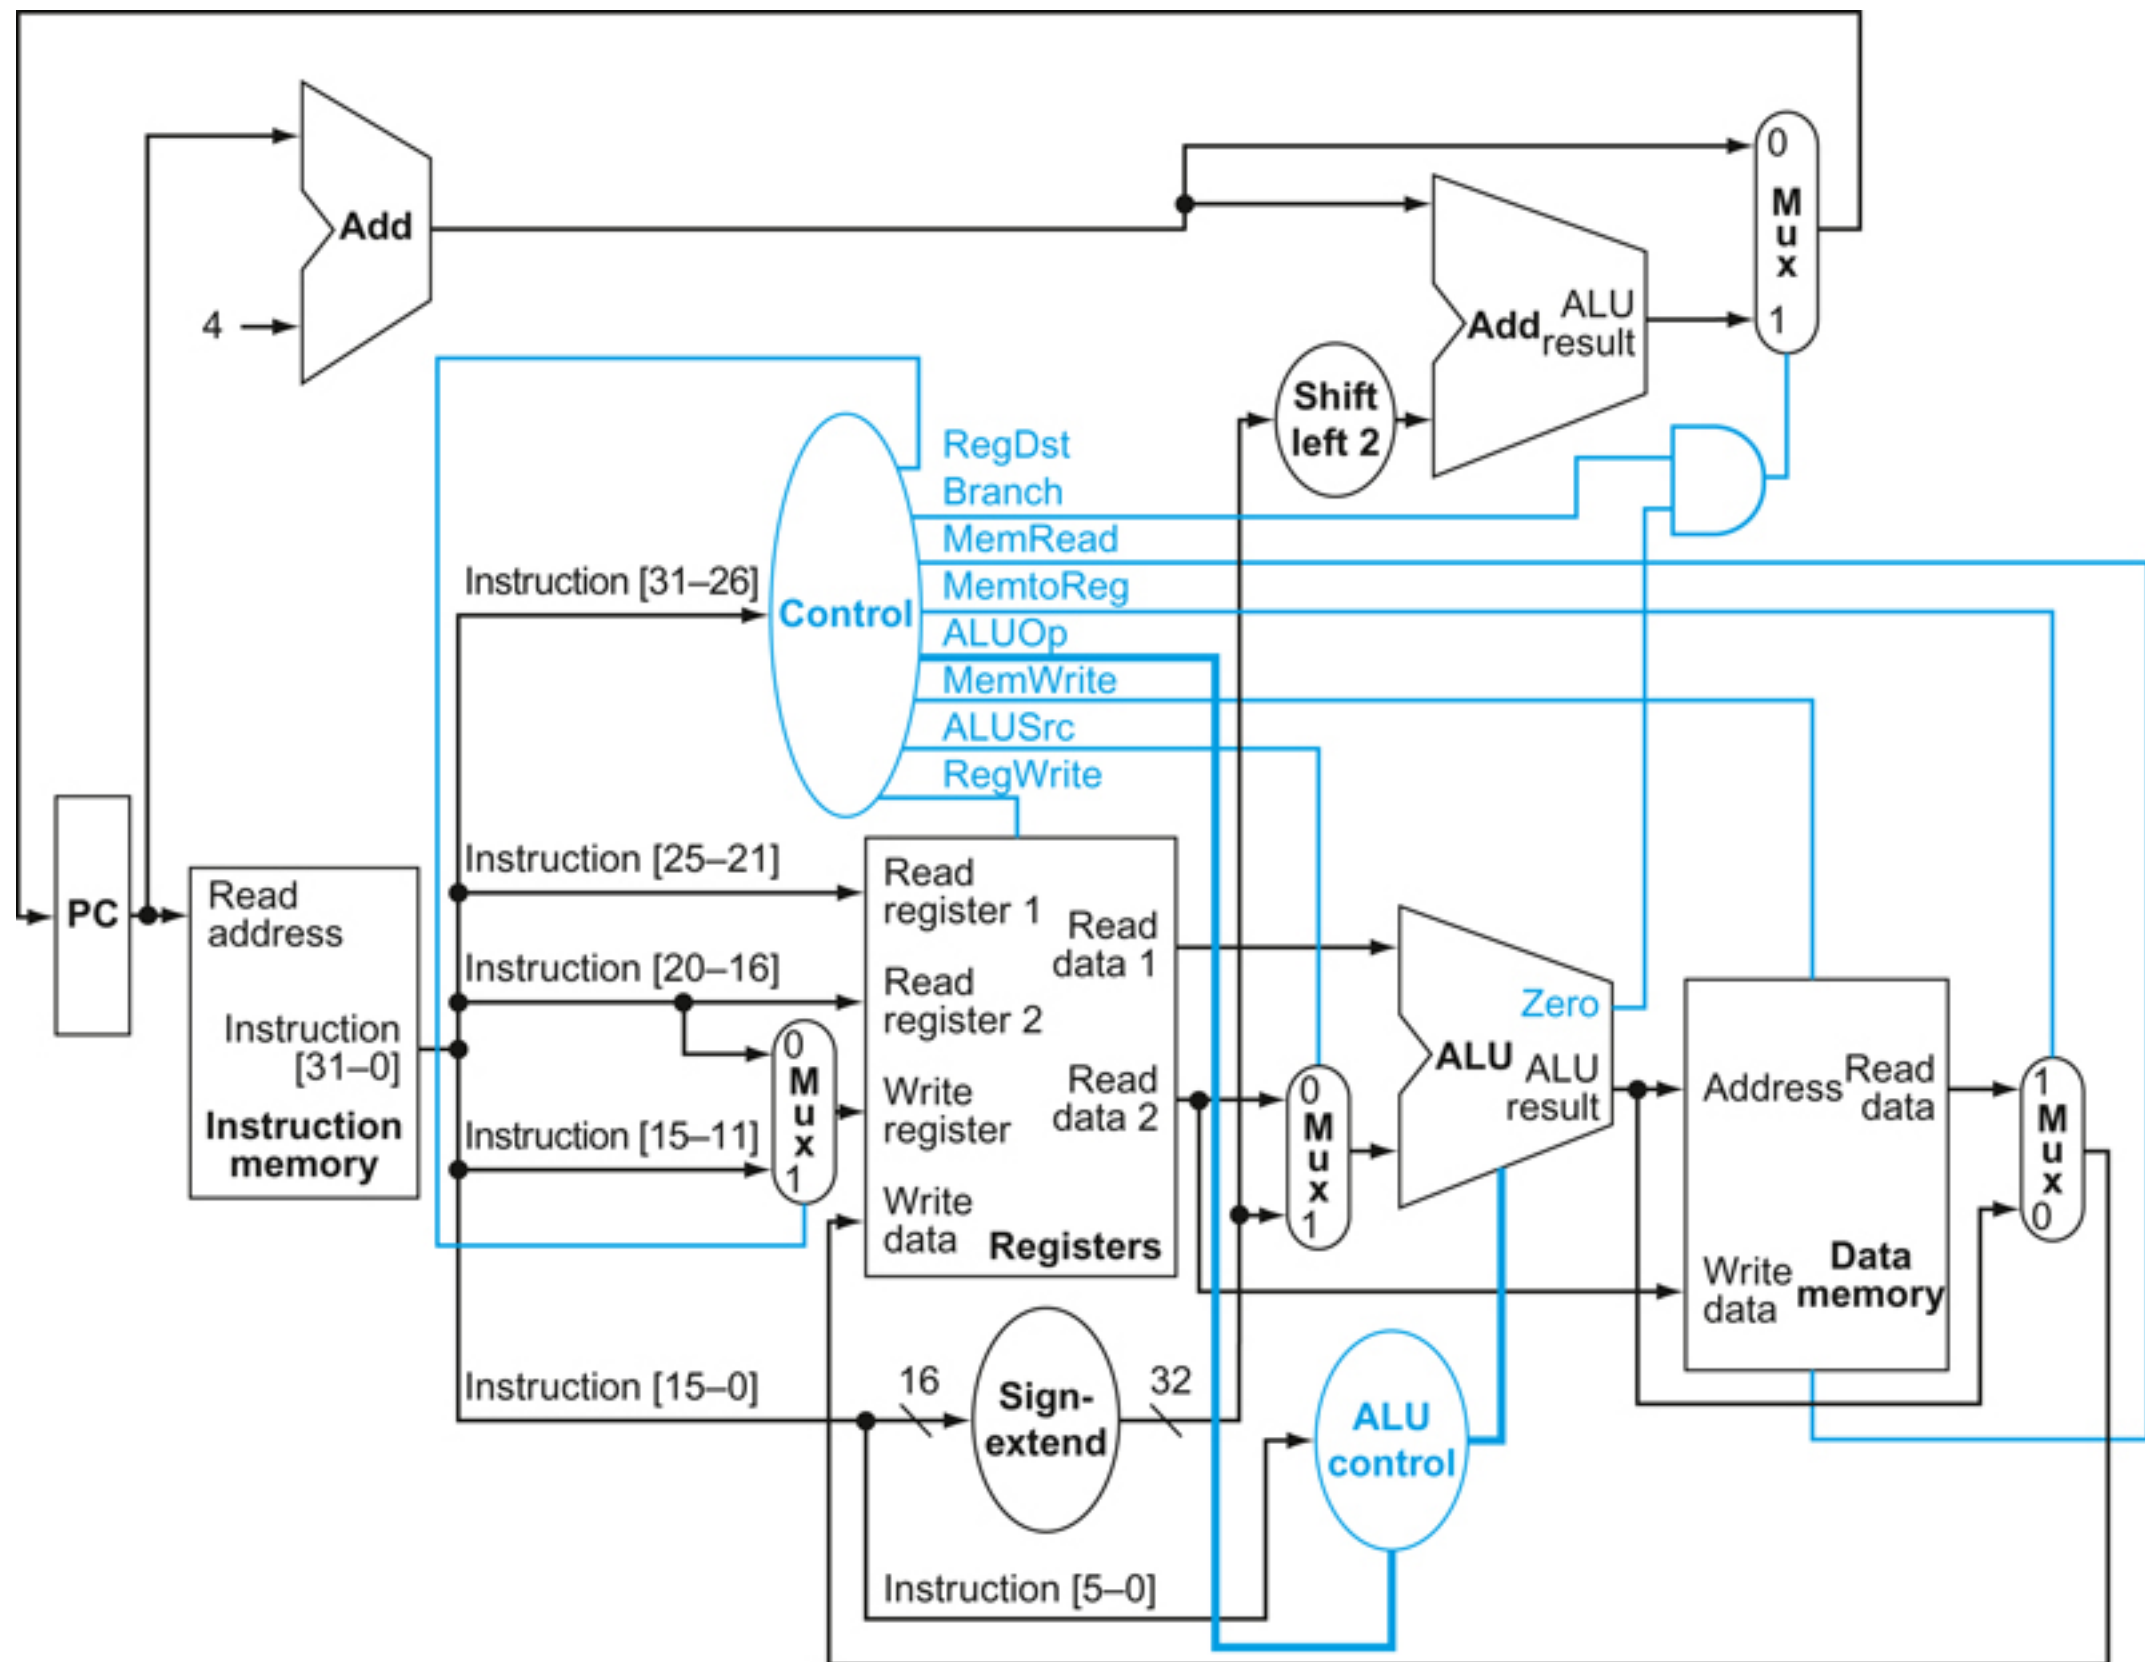 0
M
u
x
1
Add
ALU
result
Add
4
Shift
left 2
RegDst
Branch
MemRead
MemtoReg
ALUOp
MemWrite
ALUSrc
RegWrite
Control
Instruction [31–26]
Instruction [25–21]
Instruction [20–16]
Instruction [15–11]
Instruction [15–0]
Instruction [5–0]
PC
Read
address
Instruction
[31–0]
Instruction
memory
0
M
u
x
1
Read
register 1
Read
register 2
Write
register
Write
data
Read
data 1
Read
data 2
Registers
0
M
u
x
1
Zero
ALU
ALU
result
Address
Read
data
Write
data
Data
memory
1
M
u
x
0
16
Sign-
extend
32
ALU
control